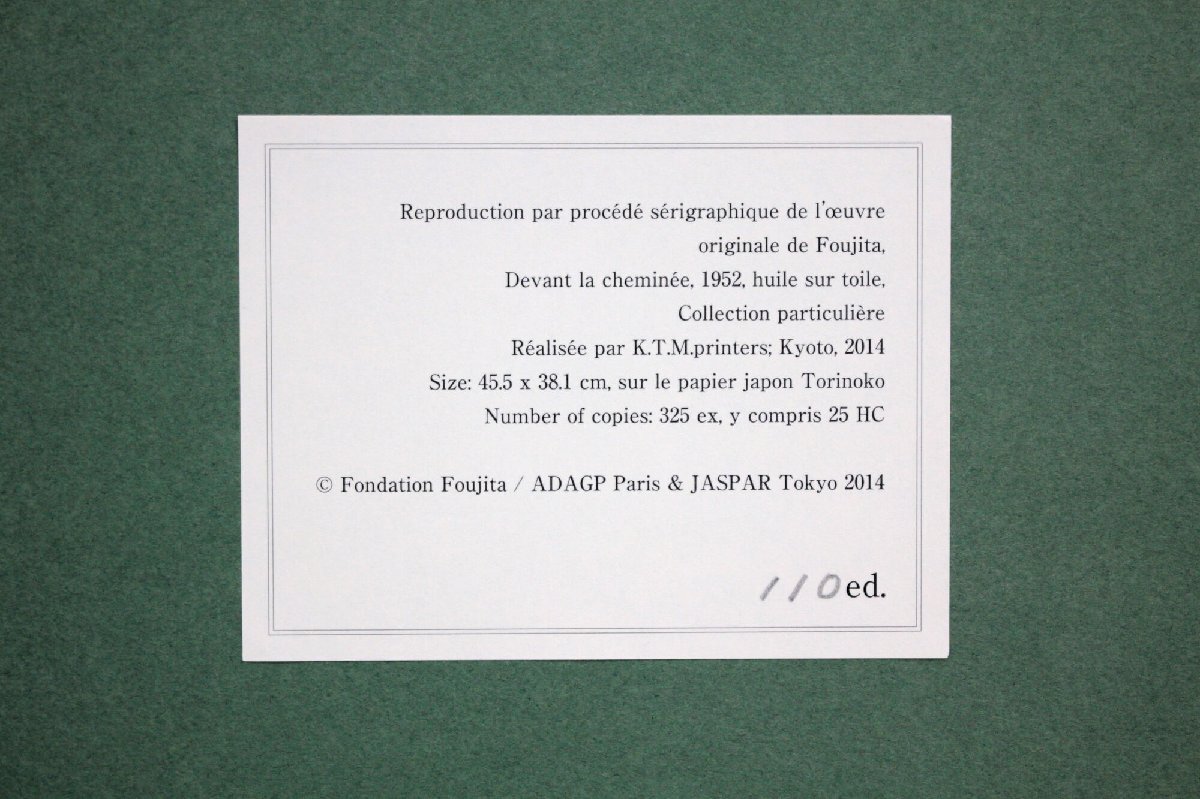 Reproduction par procédé sérigraphique de l'œuvre
originale de Foujita,
Devant la cheminée, 1952, huile sur toile,
Collection particulière
Réalisée par K.T.M.printers; Kyoto, 2014
Size: 45.5 x 38.1 cm, sur le papier japon Torinoko
Number of copies: 325 ex, y compris 25 HC
© Fondation Foujita / ADAGP Paris & JASPAR Tokyo 2014
110 ed.